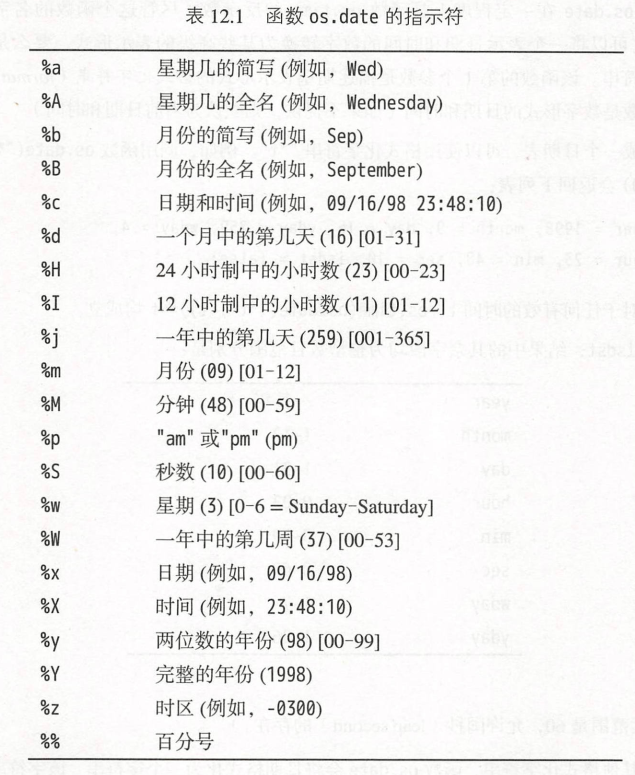 表 12.1 函数 os.date 的指示符
%a 星期几的简写 (例如, Wed)
%A 星期几的全名 (例如, Wednesday)
%b 月份的简写 (例如, Sep)
%B 月份的全名 (例如, September)
%c 日期和时间 (例如, 09/16/98 23:48:10)
%d 一个月中的第几天 (16) [01-31]
%H 24 小时制中的小时数 (23) [00-23]
%I 12 小时制中的小时数 (11) [01-12]
%j 一年中的第几天 (259) [001-365]
%m 月份 (09) [01-12]
%M 分钟 (48) [00-59]
%p "am" 或"pm" (pm)
%S 秒数 (10) [00-60]
%w 星期 (3) [0-6 = Sunday-Saturday]
%W 一年中的第几周 (37) [00-53]
%x 日期 (例如, 09/16/98)
%X 时间 (例如, 23:48:10)
%y 两位数的年份 (98) [00-99]
%Y 完整的年份 (1998)
%z 时区 (例如, -0300)
%% 百分号